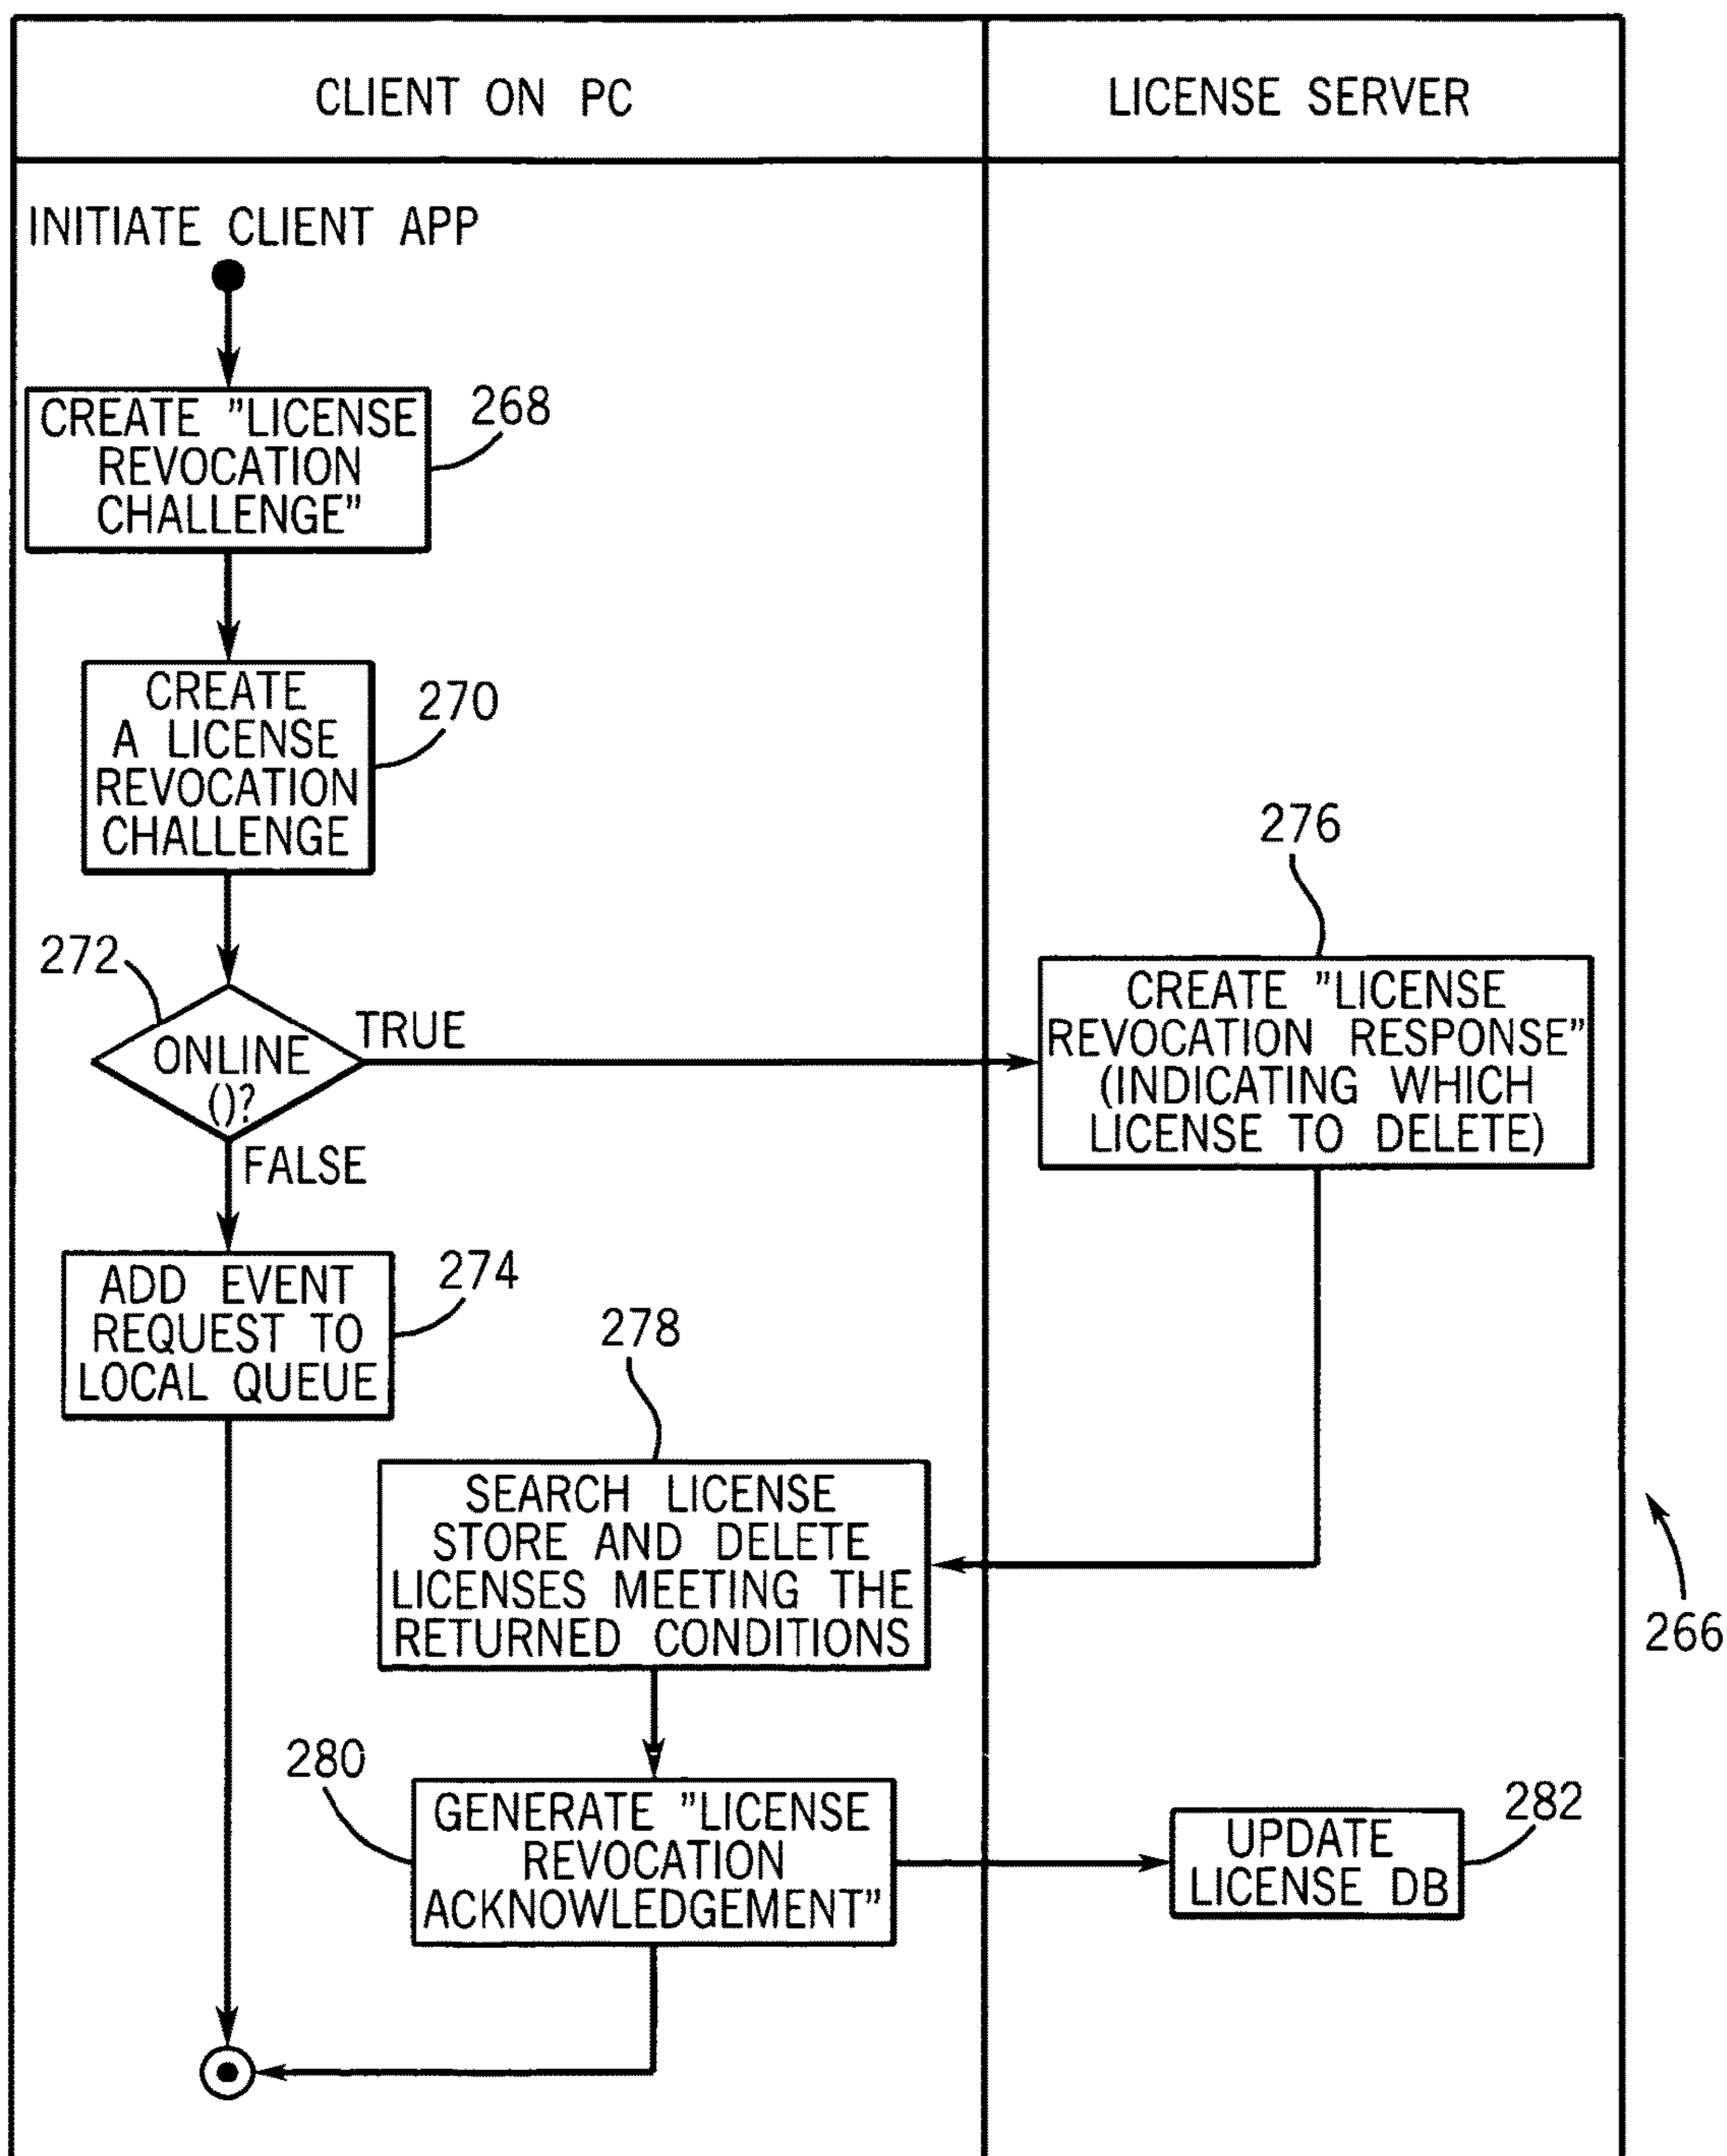 CLIENT ON PC
LICENSE SERVER
INITIATE CLIENT APP
CREATE "LICENSE
REVOCATION
CHALLENGE"
268
CREATE
A LICENSE
REVOCATION
CHALLENGE
270
272
ONLINE
()?
TRUE
FALSE
276
CREATE "LICENSE
REVOCATION RESPONSE"
(INDICATING WHICH
LICENSE TO DELETE)
ADD EVENT
REQUEST TO
LOCAL QUEUE
274
278
SEARCH LICENSE
STORE AND DELETE
LICENSES MEETING THE
RETURNED CONDITIONS
266
280
GENERATE "LICENSE
REVOCATION
ACKNOWLEDGEMENT"
UPDATE
LICENSE DB
282